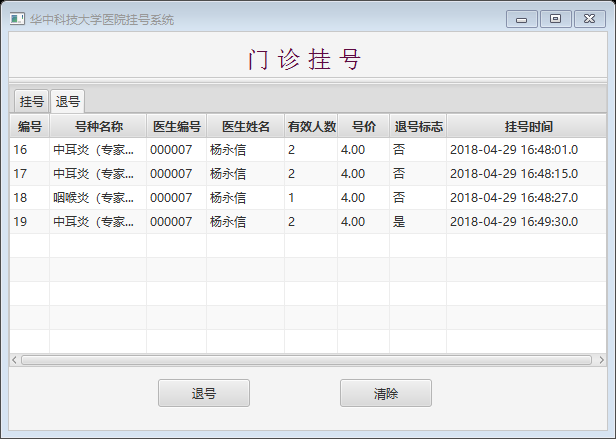 华中科技大学医院挂号系统
门诊挂号
挂号 退号
编号 号种名称 医生编号 医生姓名 有效人数 号价 退号标志 挂号时间
16 中耳炎（专家... 000007 杨永信 2 4.00 否 2018-04-29 16:48:01.0
17 中耳炎（专家... 000007 杨永信 2 4.00 否 2018-04-29 16:48:15.0
18 咽喉炎（专家... 000007 杨永信 1 4.00 否 2018-04-29 16:48:27.0
19 中耳炎（专家... 000007 杨永信 2 4.00 是 2018-04-29 16:49:30.0
退号 清除